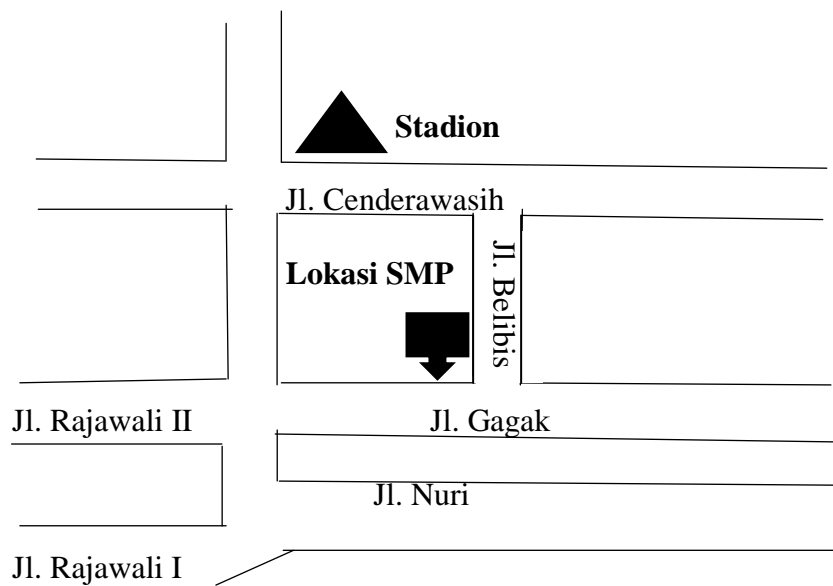 Stadion
Jl. Cenderawasih
Lokasi SMP
Jl. Belibis
Jl. Rajawali II
Jl. Gagak
Jl. Nuri
Jl. Rajawali I